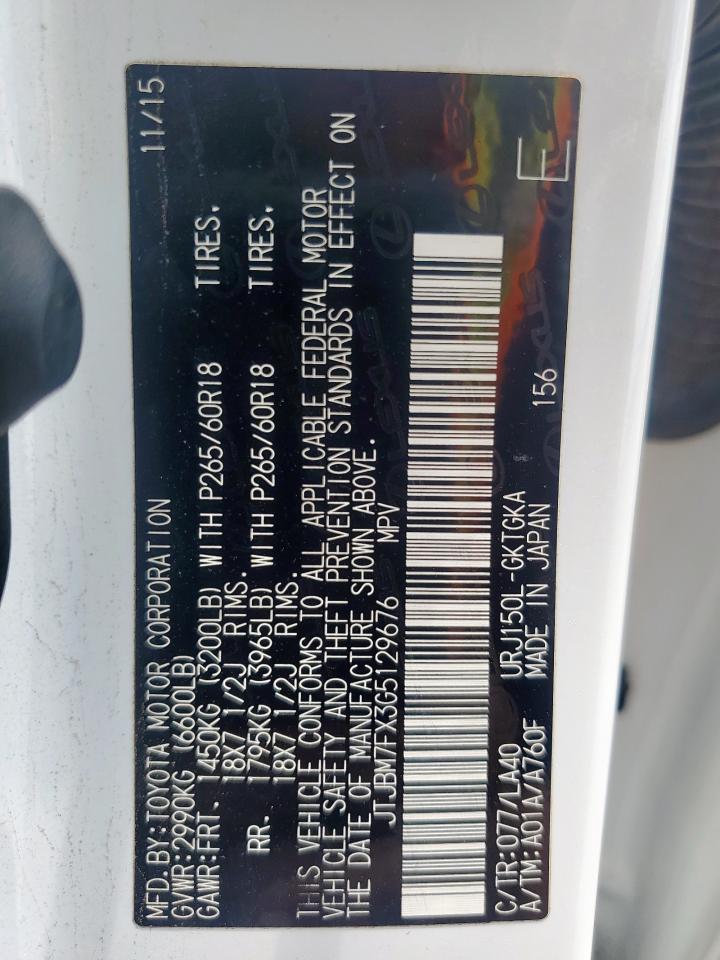 MFD. BY: TOYOTA MOTOR CORPORATION 11/15
GVWR: 2990KG (6600LB)
GAWR: FRT. 1450KG (3200LB) WITH P265/60R18 TIRES.
18X7 1/2J RIMS.
RR. 1795KG (3965LB) WITH P265/60R18 TIRES.
18X7 1/2J RIMS.
THIS VEHICLE CONFORMS TO ALL APPLICABLE FEDERAL MOTOR
VEHICLE SAFETY AND THEFT PREVENTION STANDARDS IN EFFECT ON
THE DATE OF MANUFACTURE SHOWN ABOVE.
JTJBM7FX3G5129676 MPV
C/TR: 077/LA40 URJ150L-GKTGKA
A/TM: A01A/A760F MADE IN JAPAN 156 E
LEXUS